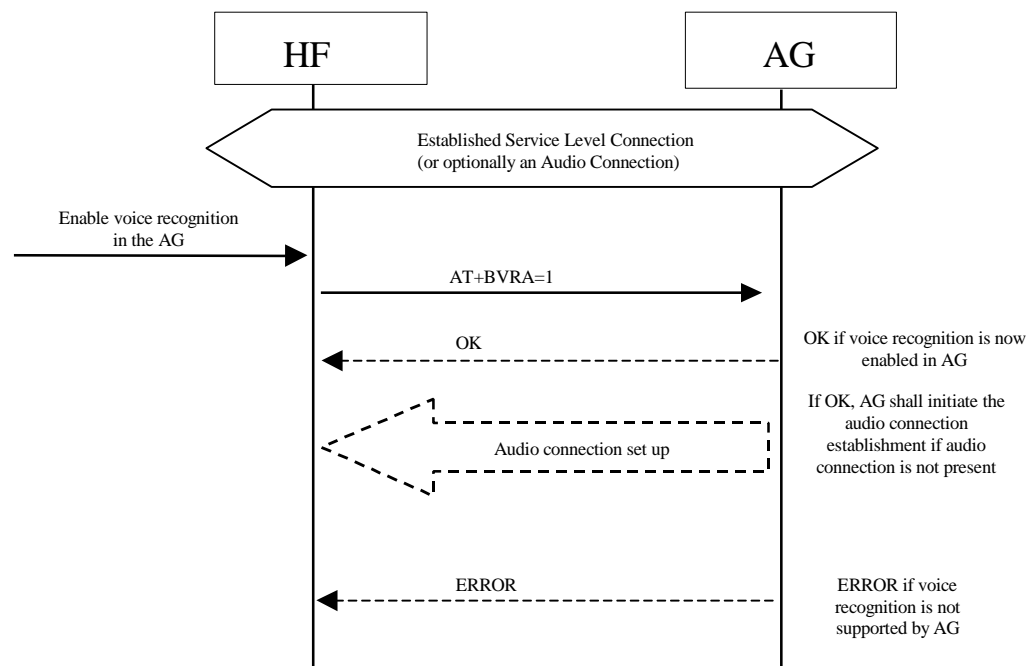 HF
AG
Established Service Level Connection
(or optionally an Audio Connection)
Enable voice recognition
in the AG
AT+BVRA=1
OK
OK if voice recognition is now
enabled in AG
If OK, AG shall initiate the
audio connection
establishment if audio
connection is not present
Audio connection set up
ERROR
ERROR if voice
recognition is not
supported by AG